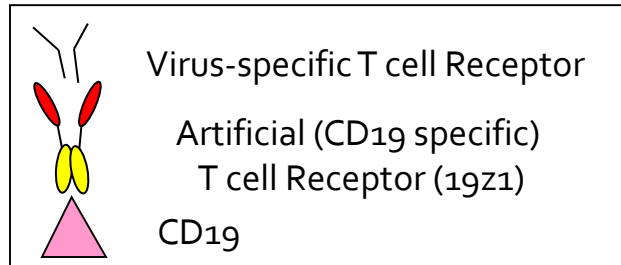 Virus-specific T cell Receptor
Artificial (CD19 specific)
T cell Receptor (19z1)
CD19